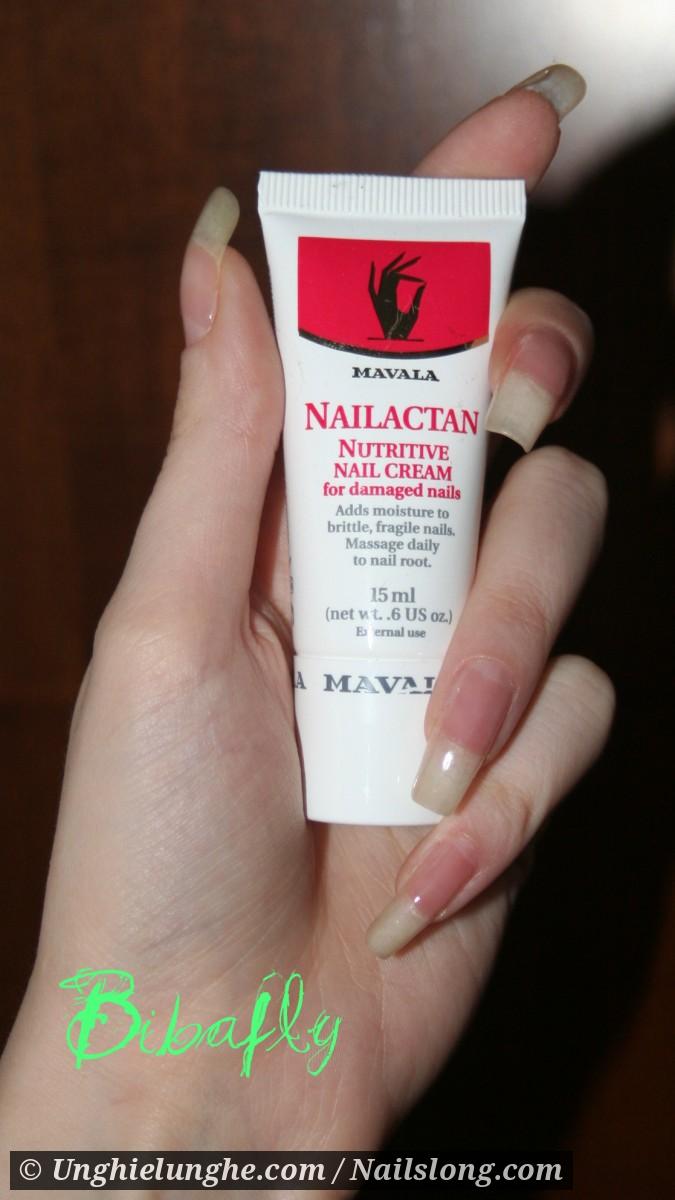 MAVALA
NAILACTAN
NUTRITIVE
NAIL CREAM
for damaged nails
Adds moisture to
brittle, fragile nails.
Massage daily
to nail root.
15 ml
(net wt. .6 US oz.)
External use
A MAVAL
Bibafly
© Unghielunghe.com / Nailslong.com